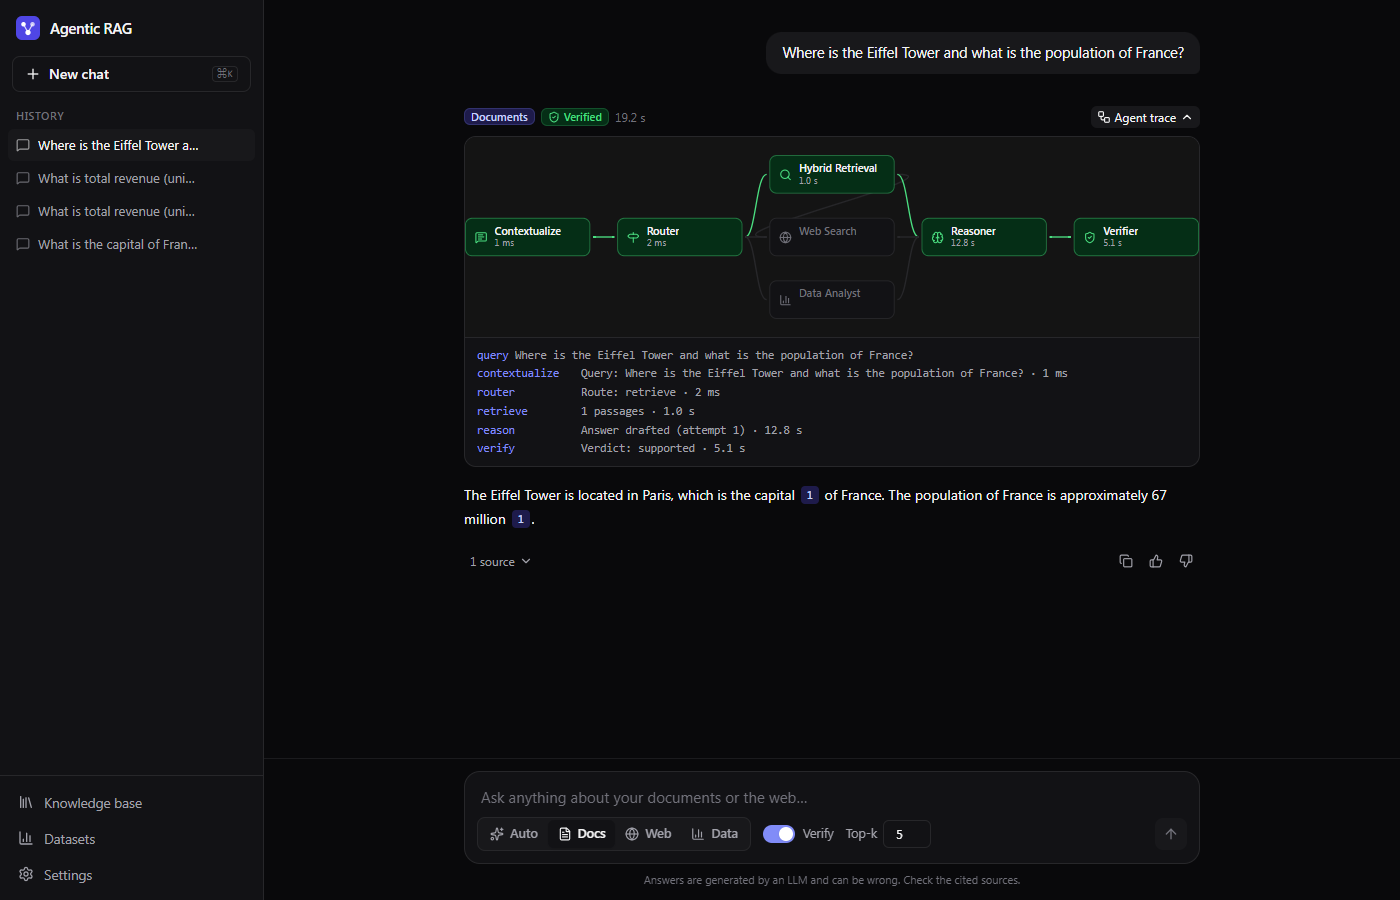 Agentic RAG
New chat
⌘K
HISTORY
Where is the Eiffel Tower a...
What is total revenue (uni...
What is total revenue (uni...
What is the capital of Fran...
Knowledge base
Datasets
Settings
Where is the Eiffel Tower and what is the population of France?
Documents Verified 19.2 s
Agent trace
Contextualize
1 ms
Router
2 ms
Hybrid Retrieval
1.0 s
Web Search
Data Analyst
Reasoner
12.8 s
Verifier
5.1 s
query Where is the Eiffel Tower and what is the population of France?
contextualize Query: Where is the Eiffel Tower and what is the population of France? · 1 ms
router Route: retrieve · 2 ms
retrieve 1 passages · 1.0 s
reason Answer drafted (attempt 1) · 12.8 s
verify Verdict: supported · 5.1 s
The Eiffel Tower is located in Paris, which is the capital 1 of France. The population of France is approximately 67
million 1 .
1 source
Ask anything about your documents or the web...
Auto Docs Web Data Verify Top-k 5
Answers are generated by an LLM and can be wrong. Check the cited sources.